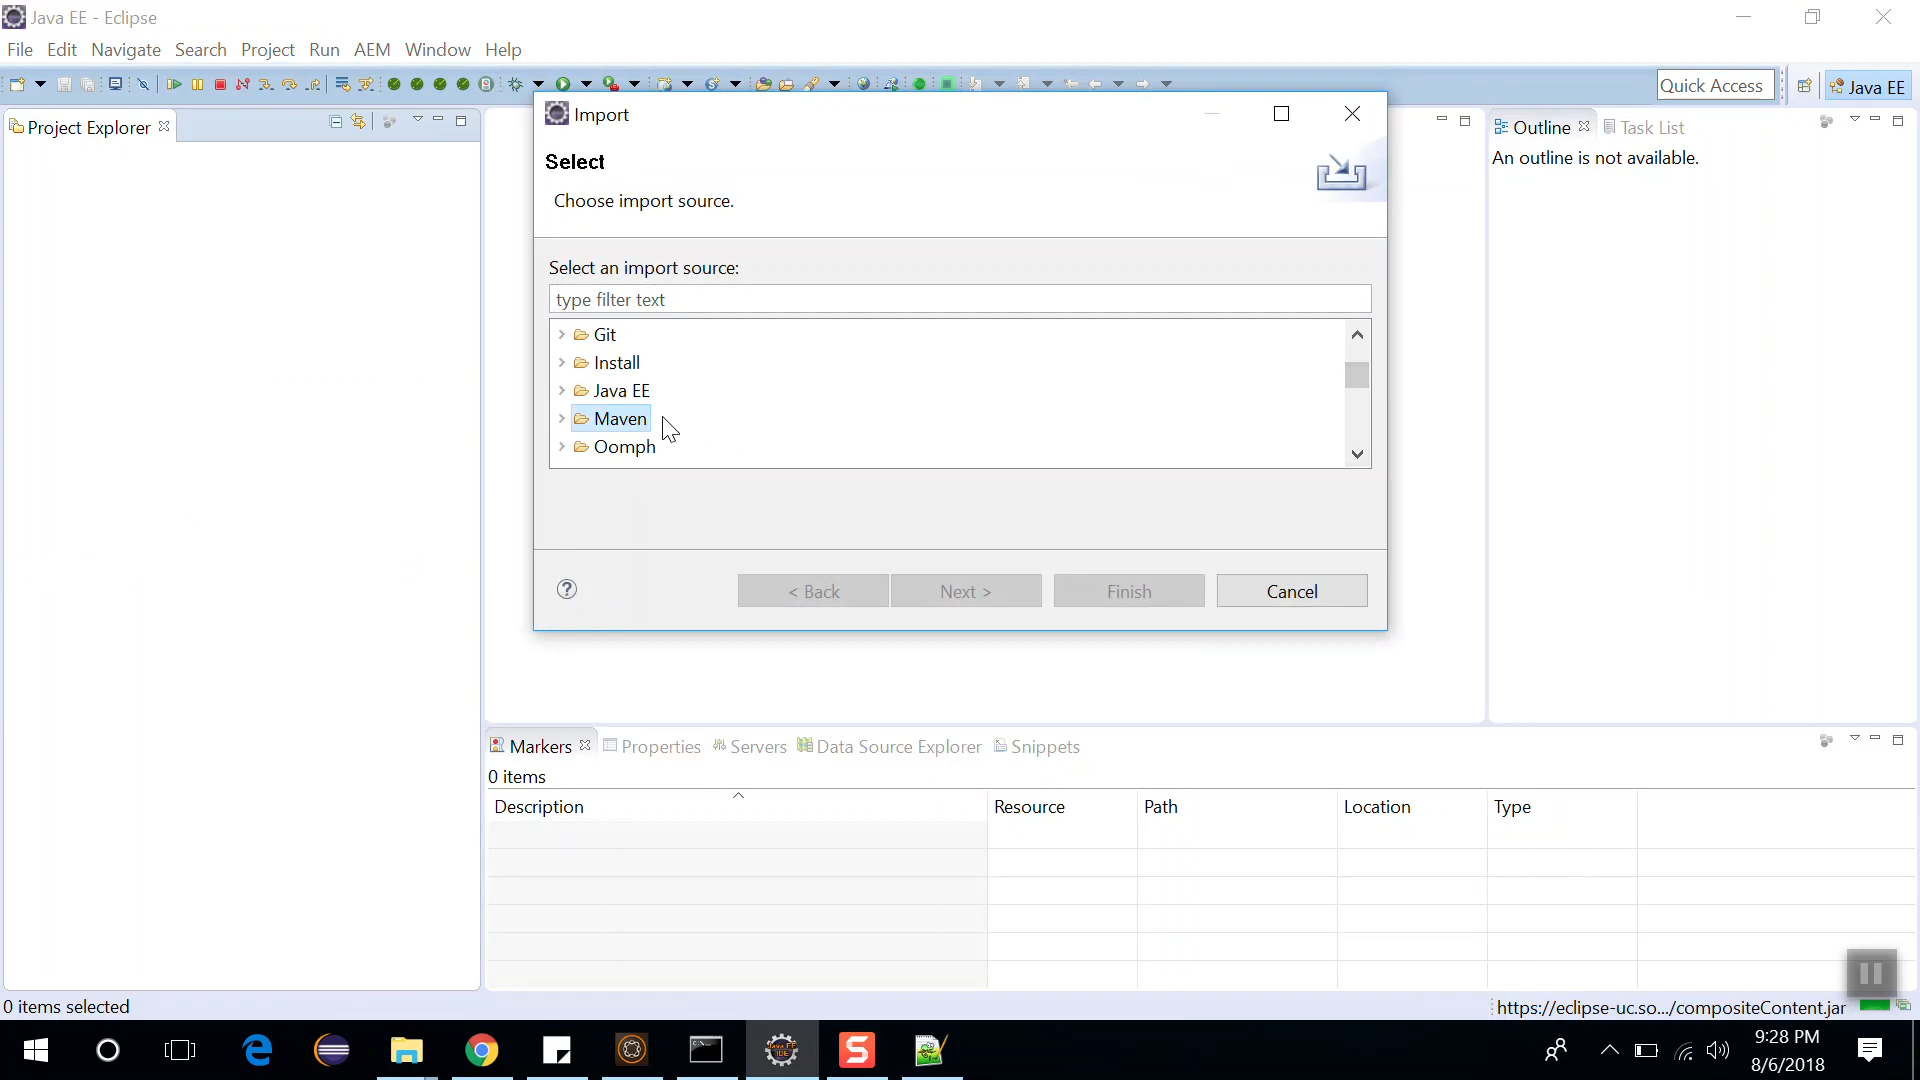 Java EE - Eclipse
File Edit Navigate Search Project Run AEM Window Help
Quick Access
Java EE
Project Explorer
Import
Select
Choose import source.
Select an import source:
type filter text
Git
Install
Java EE
Maven
Oomph
< Back
Next >
Finish
Cancel
Outline
Task List
An outline is not available.
Markers
Properties
Servers
Data Source Explorer
Snippets
0 items
Description
Resource
Path
Location
Type
0 items selected
https://eclipse-uc.so.../compositeContent.jar
9:28 PM
8/6/2018